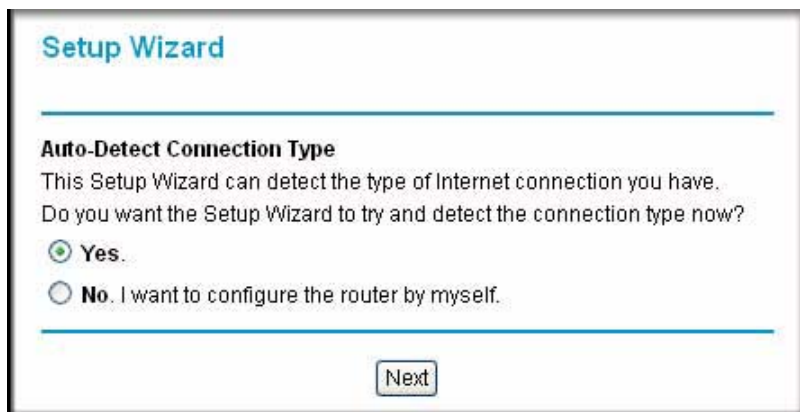 Setup Wizard
Auto-Detect Connection Type
This Setup Wizard can detect the type of Internet connection you have.
Do you want the Setup Wizard to try and detect the connection type now?
Yes.
No. I want to configure the router by myself.
Next